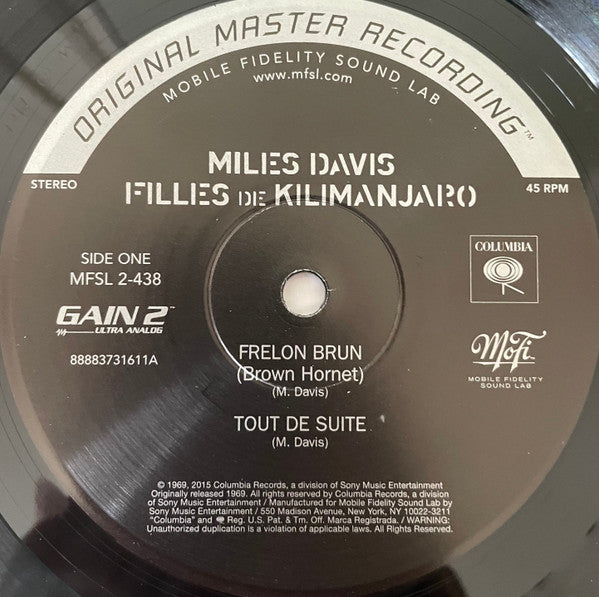 ORIGINAL MASTER RECORDING™
MOBILE FIDELITY SOUND LAB
www.mfsl.com
MILES DAVIS
FILLES DE KILIMANJARO
STEREO
45 RPM
SIDE ONE
MFSL 2-438
GAIN 2™
ULTRA ANALOG
88883731611A
COLUMBIA
MoFi
MOBILE FIDELITY
SOUND LAB
FRELON BRUN
(Brown Hornet)
(M. Davis)
TOUT DE SUITE
(M. Davis)
© 1969, 2015 Columbia Records, a division of Sony Music Entertainment
Originally released 1969. All rights reserved by Columbia Records, a division
of Sony Music Entertainment / Manufactured for Mobile Fidelity Sound Lab by
Sony Music Entertainment / 550 Madison Avenue, New York, NY 10022-3211
"Columbia" and Reg. U.S. Pat. & Tm. Off. Marca Registrada. / WARNING:
Unauthorized duplication is a violation of applicable laws. All Rights Reserved.